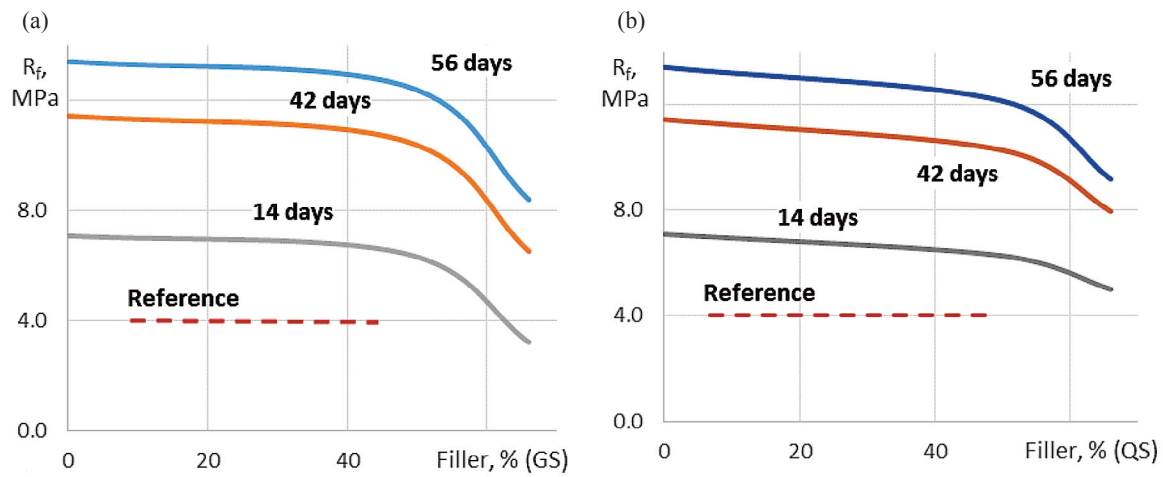 (a)
R_f,
MPa
56 days
42 days
8.0
14 days
Reference
4.0
0.0
0 20 40 Filler, % (GS)
(b)
R_f,
MPa
56 days
42 days
8.0
14 days
Reference
4.0
0.0
0 20 40 Filler, % (QS)